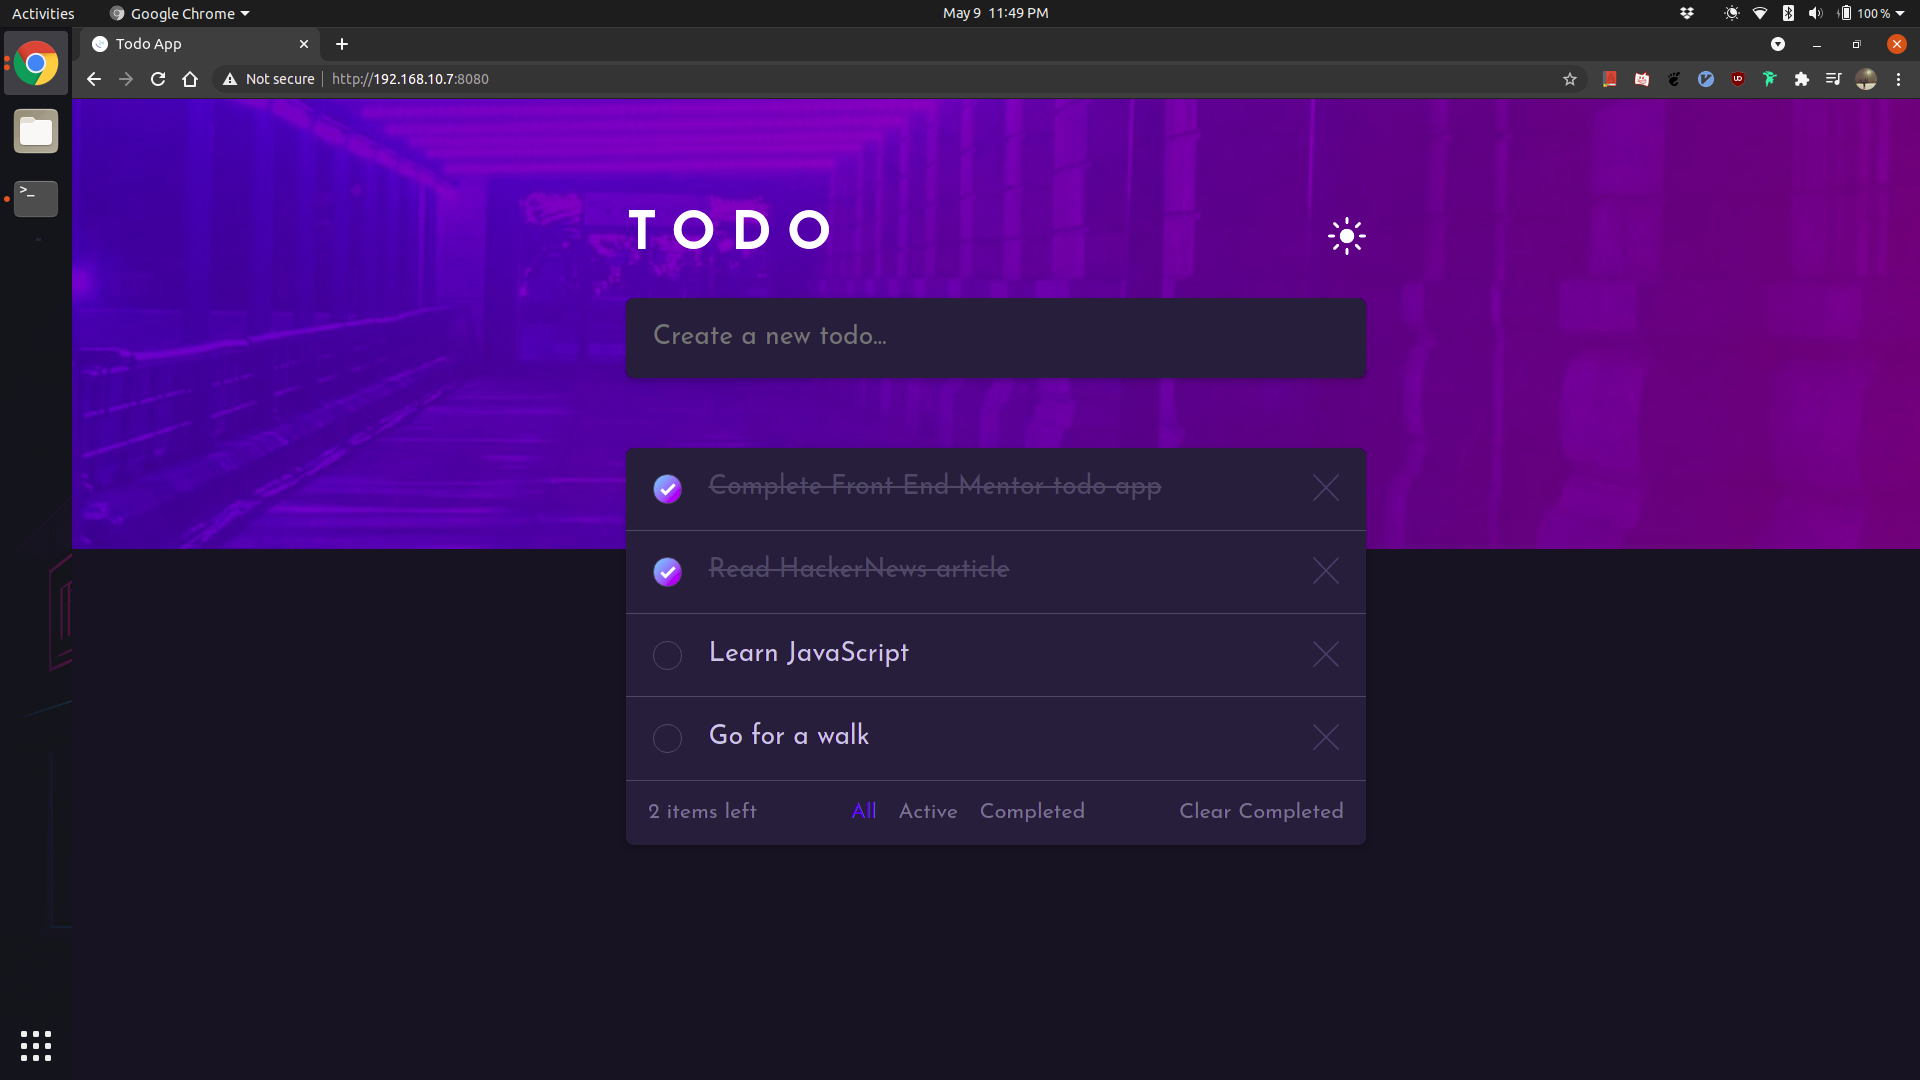 Activities Google Chrome May 9 11:49 PM 100 %
Todo App
Not secure http://192.168.10.7:8080
TODO
Create a new todo...
Complete Front End Mentor todo app
Read HackerNews article
Learn JavaScript
Go for a walk
2 items left All Active Completed Clear Completed